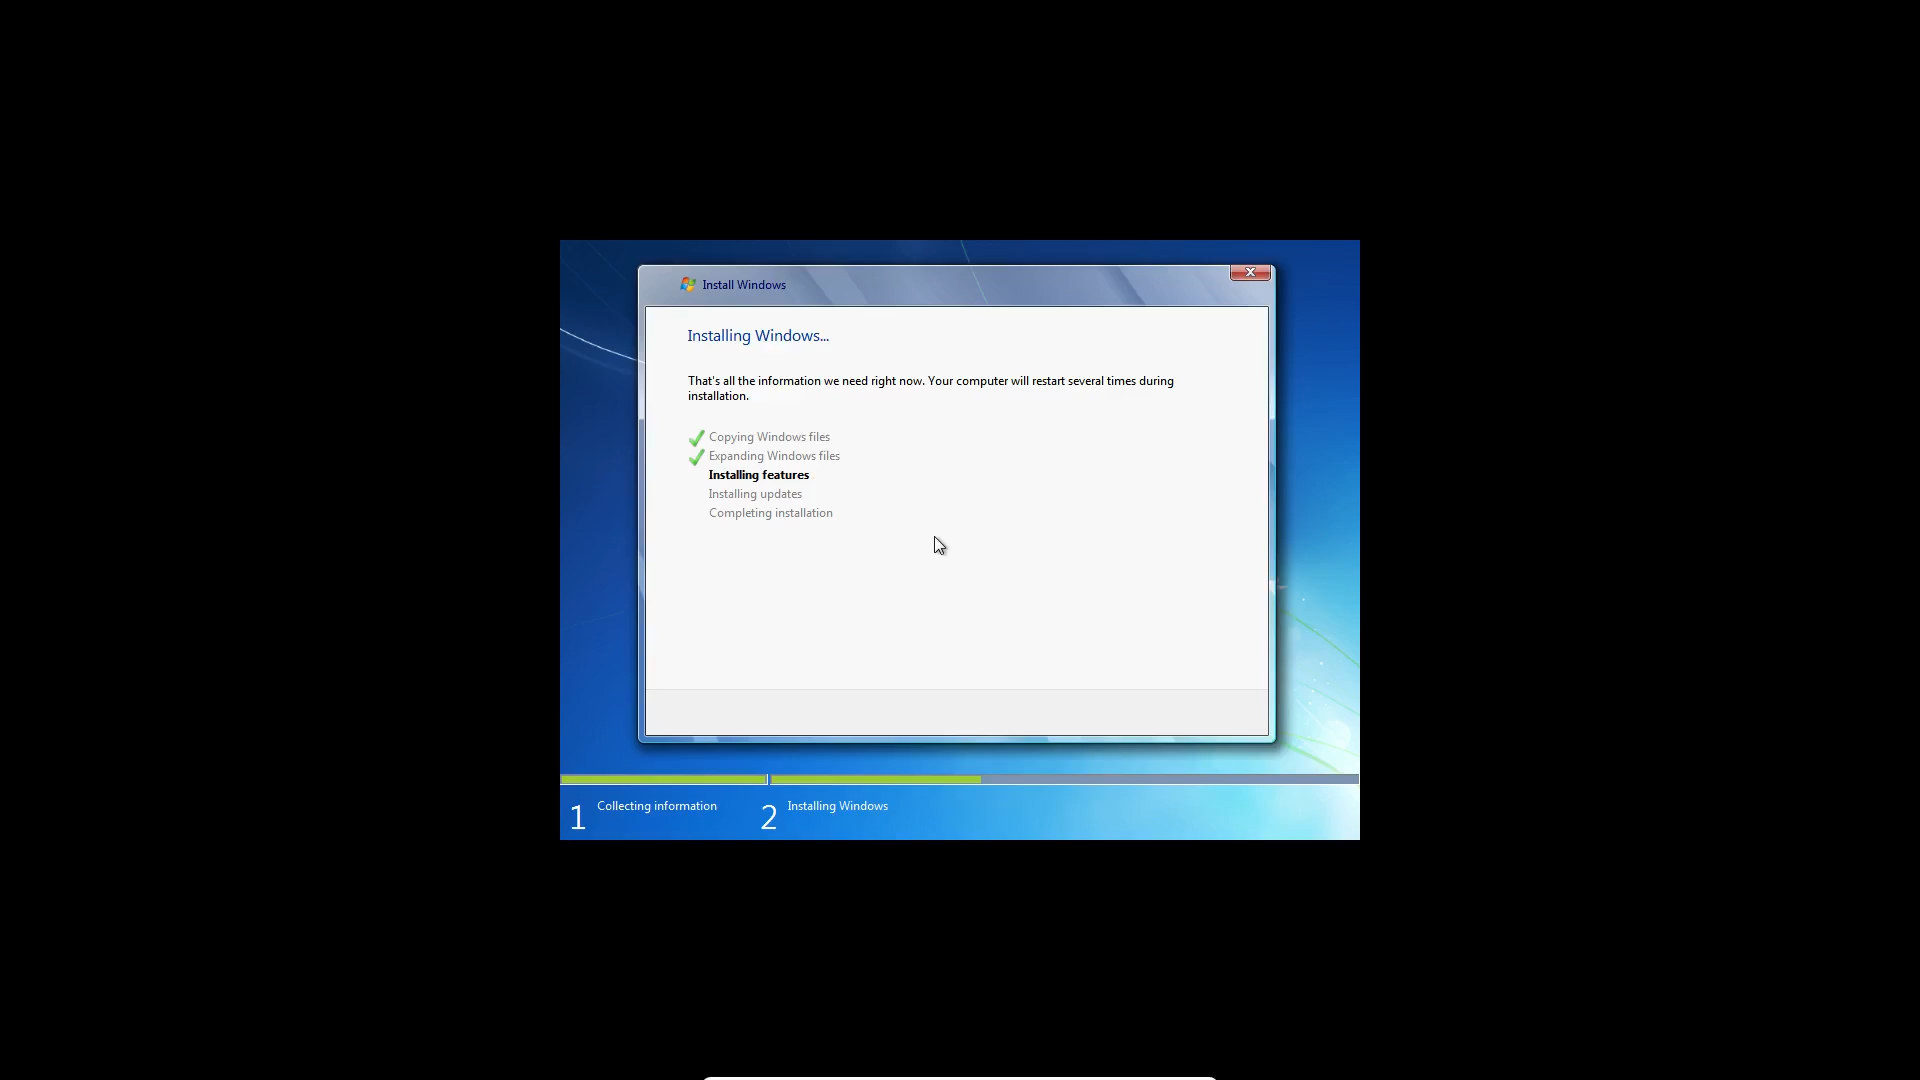 Install Windows
Installing Windows...
That's all the information we need right now. Your computer will restart several times during
installation.
Copying Windows files
Expanding Windows files
Installing features
Installing updates
Completing installation
1 Collecting information
2 Installing Windows